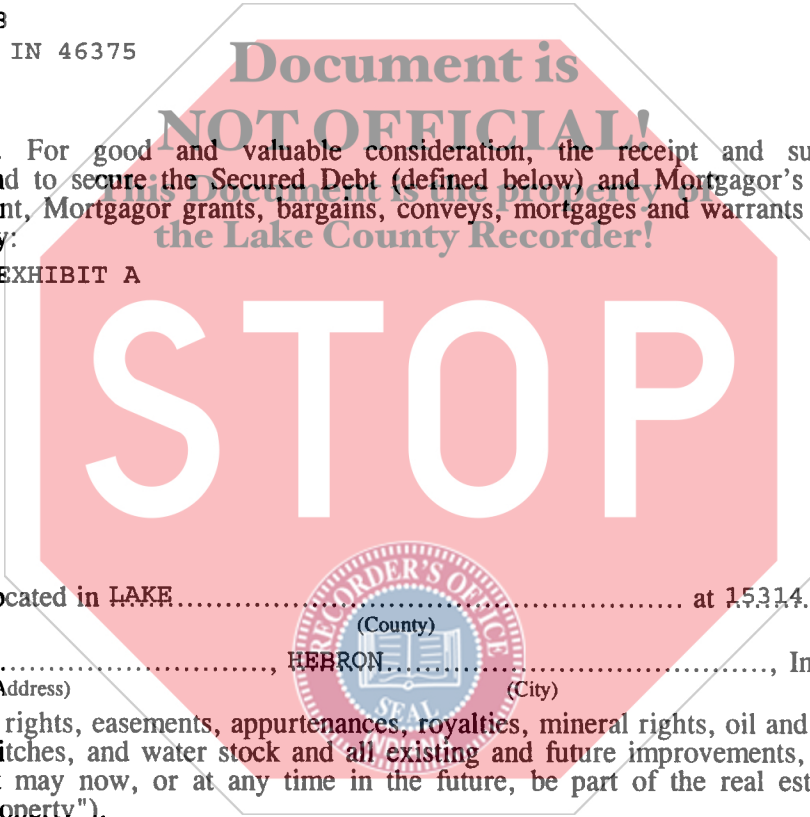 IN 46375
Document is
NOT OFFICIAL!
. For good and valuable consideration, the receipt and su
to secure the Secured Debt (defined below) and Mortgagor's
This Document is the property of
nt, Mortgagor grants, bargains, conveys, mortgages and warrants
the Lake County Recorder!
EXHIBIT A
STOP
ocated in LAKE at 15314
(County)
HEBRON, In
Address) (City)
RECORDER'S OFFICE
SEAL
rights, easements, appurtenances, royalties, mineral rights, oil and
itches, and water stock and all existing and future improvements,
may now, or at any time in the future, be part of the real est
operty").